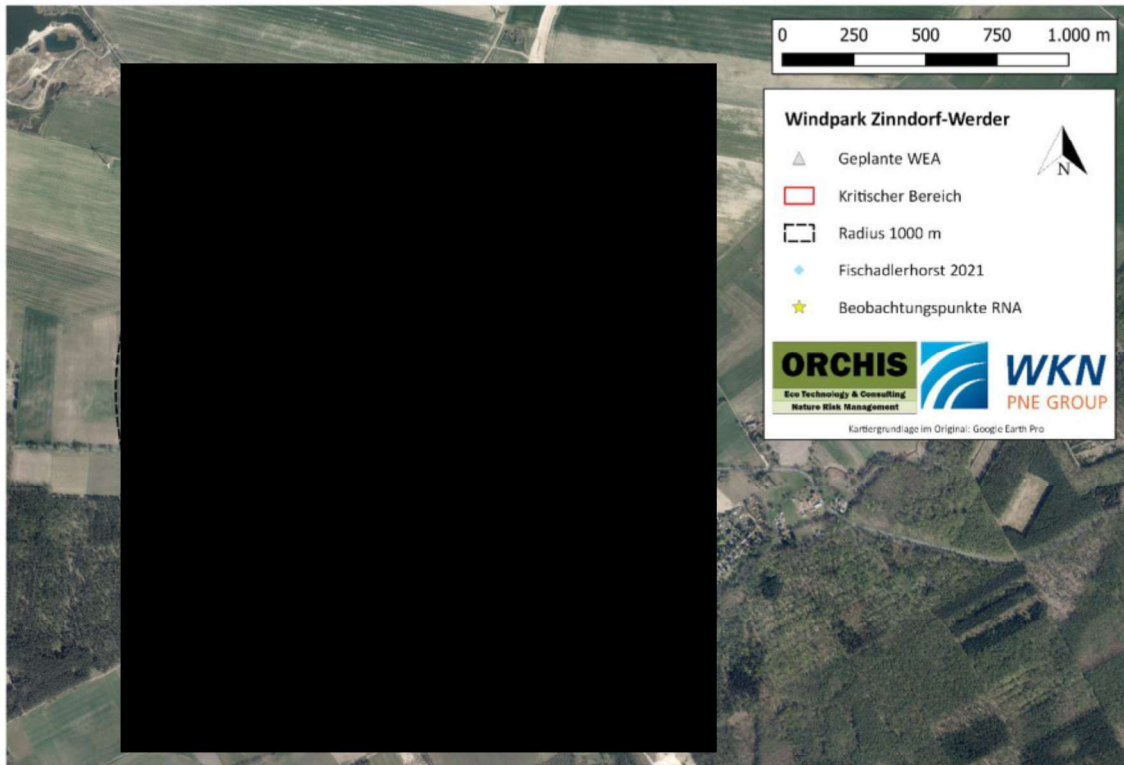 0 250 500 750 1.000 m
Windpark Zinndorf-Werder
Geplante WEA
N
Kritischer Bereich
Radius 1000 m
Fischadlerhorst 2021
Beobachtungspunkte RNA
ORCHIS
Eco Technology & Consulting
Nature Risk Management
WKN
PNE GROUP
Kartiergrundlage im Original: Google Earth Pro